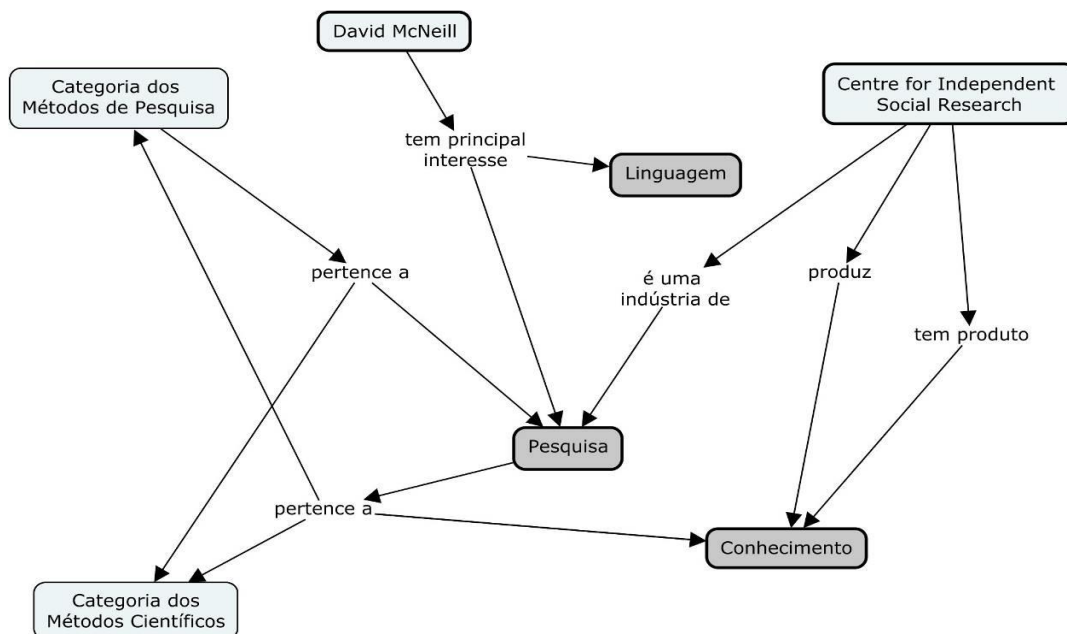 David McNeill
Categoria dos
Métodos de Pesquisa
Centre for Independent
Social Research
tem principal
interesse
Linguagem
pertence a
é uma
indústria de
produz
tem produto
Pesquisa
pertence a
Conhecimento
Categoria dos
Métodos Científicos